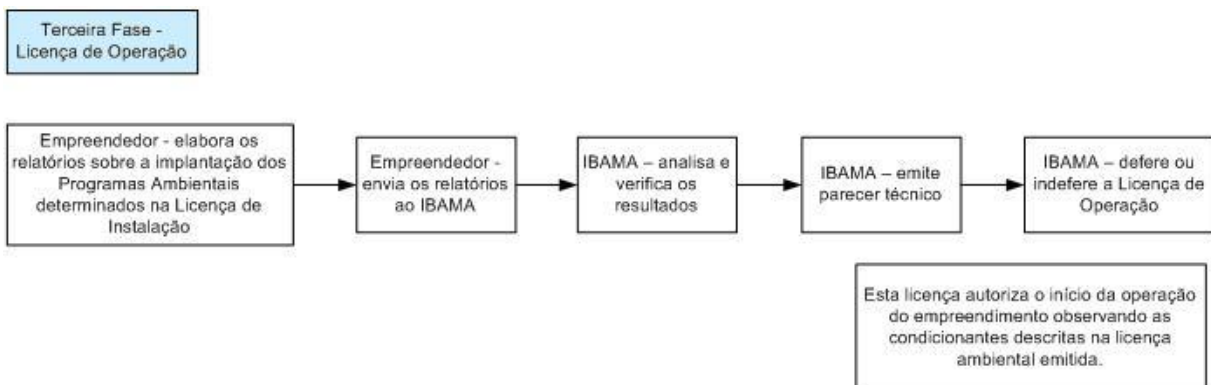 Terceira Fase -
Licença de Operação
Empreendedor - elabora os
relatórios sobre a implantação dos
Programas Ambientais
determinados na Licença de
Instalação
Empreendedor -
envia os relatórios
ao IBAMA
IBAMA – analisa e
verifica os
resultados
IBAMA – emite
parecer técnico
IBAMA – defere ou
indefere a Licença de
Operação
Esta licença autoriza o início da operação
do empreendimento observando as
condicionantes descritas na licença
ambiental emitida.